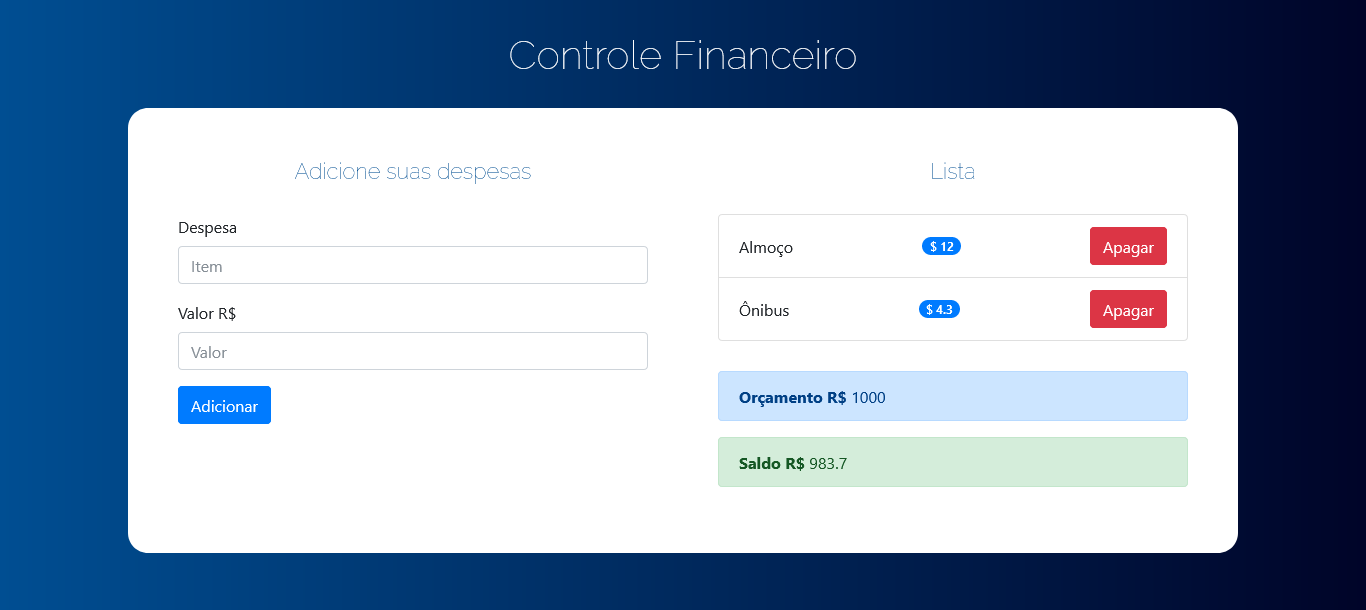 Controle Financeiro
Adicione suas despesas
Despesa
Item
Valor R$
Valor
Adicionar
Lista
Almoço $ 12 Apagar
Ônibus $ 4.3 Apagar
Orçamento R$ 1000
Saldo R$ 983.7